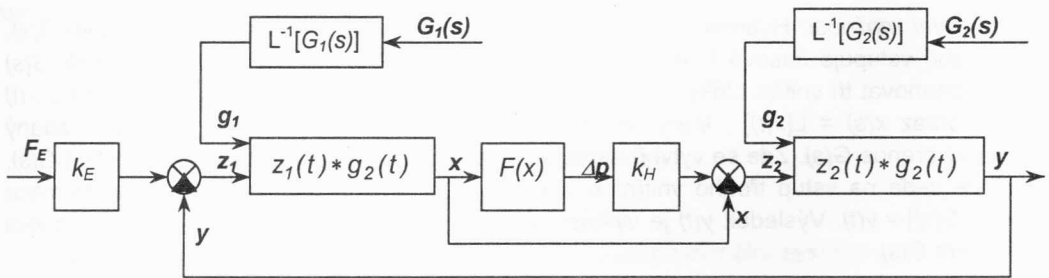 L⁻¹[G₁(s)]
G₁(s)
L⁻¹[G₂(s)]
G₂(s)
g₁
g₂
F_E
k_E
z₁
z₁(t)*g₂(t)
x
F(x)
Δp
k_H
z₂
z₂(t)*g₂(t)
y
y
x